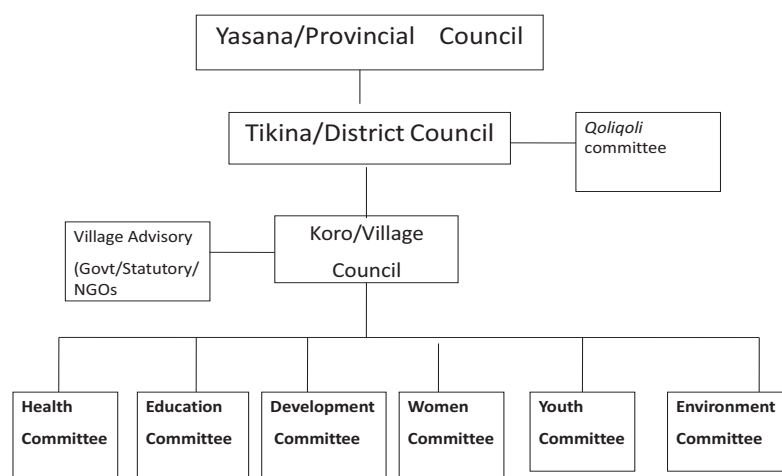 Yasana/Provincial Council
Tikina/District Council
Qoliqoli
committee
Village Advisory
(Govt/Statutory/
NGOs
Koro/Village
Council
Health
Committee
Education
Committee
Development
Committee
Women
Committee
Youth
Committee
Environment
Committee